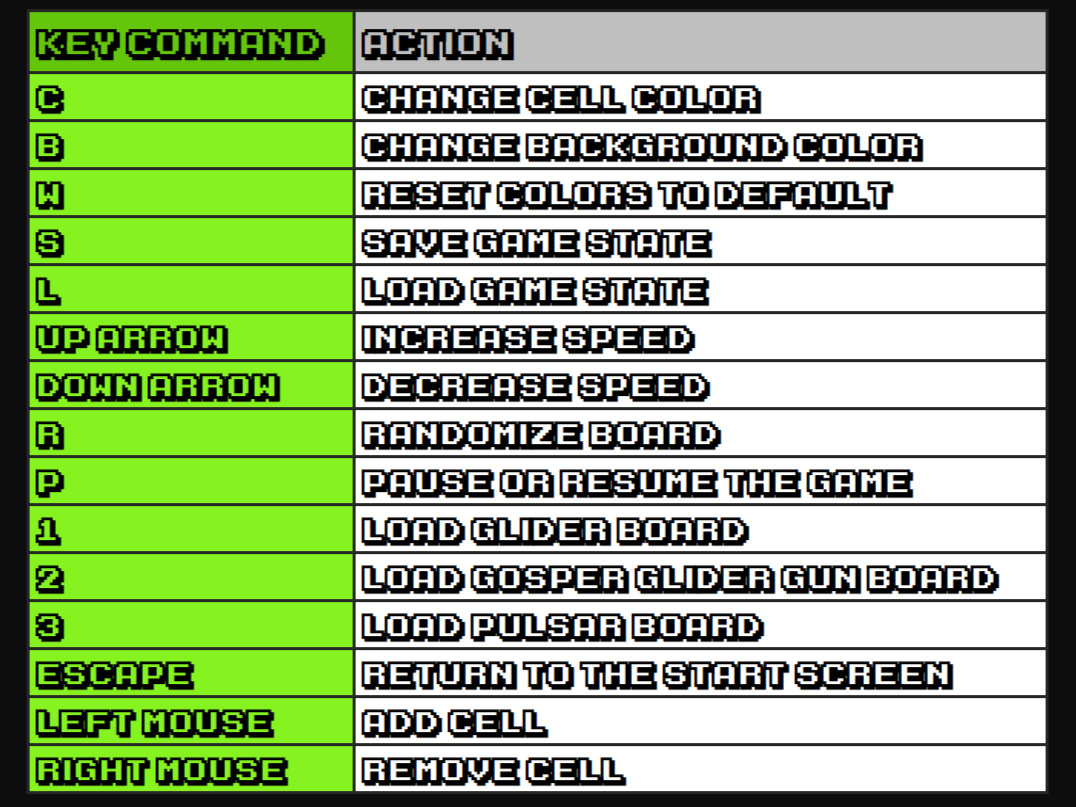 KEY COMMAND ACTION
C CHANGE CELL COLOR
B CHANGE BACKGROUND COLOR
W RESET COLORS TO DEFAULT
S SAVE GAME STATE
L LOAD GAME STATE
UP ARROW INCREASE SPEED
DOWN ARROW DECREASE SPEED
R RANDOMIZE BOARD
P PAUSE OR RESUME THE GAME
1 LOAD GLIDER BOARD
2 LOAD GOSPER GLIDER GUN BOARD
3 LOAD PULSAR BOARD
ESCAPE RETURN TO THE START SCREEN
LEFT MOUSE ADD CELL
RIGHT MOUSE REMOVE CELL